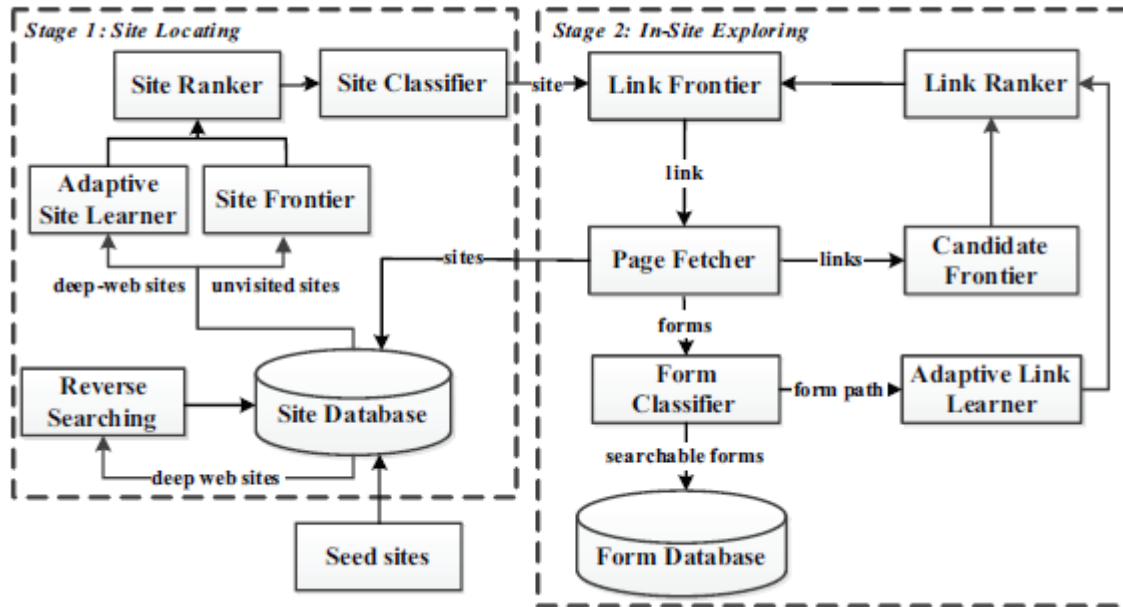 Stage 1: Site Locating
Site Ranker
Site Classifier
Adaptive
Site Learner
Site Frontier
deep-web sites
unvisited sites
Reverse
Searching
Site Database
deep web sites
Seed sites
site
sites
Stage 2: In-Site Exploring
Link Frontier
Link Ranker
link
Page Fetcher
links
Candidate
Frontier
forms
Form
Classifier
form path
Adaptive Link
Learner
searchable forms
Form Database